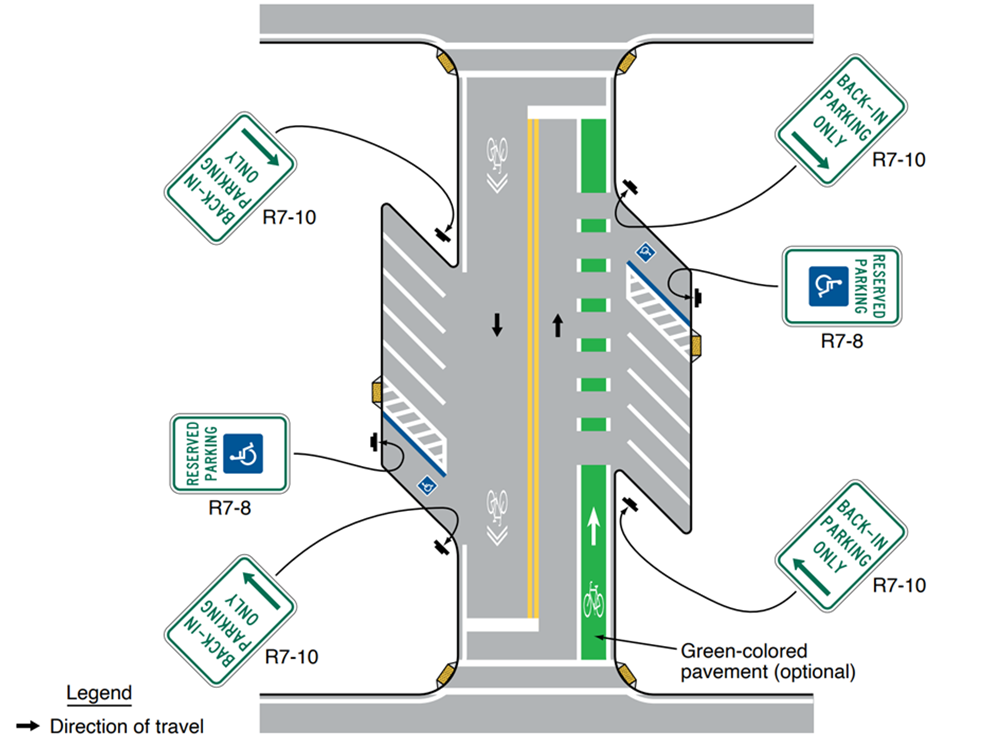 BACK-IN
PARKING
ONLY
R7-10
BACK-IN
PARKING
ONLY
R7-10
RESERVED
PARKING
R7-8
RESERVED
PARKING
R7-8
BACK-IN
PARKING
ONLY
R7-10
BACK-IN
PARKING
ONLY
R7-10
Green-colored
pavement (optional)
Legend
Direction of travel